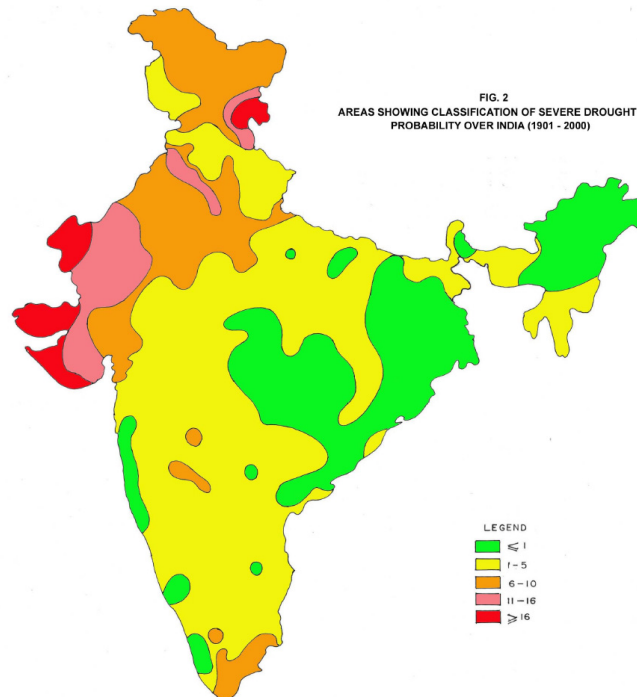 FIG. 2
AREAS SHOWING CLASSIFICATION OF SEVERE DROUGHT
PROBABILITY OVER INDIA (1901 - 2000)
LEGEND
⩽ 1
1-5
6-10
11-16
⩾ 16